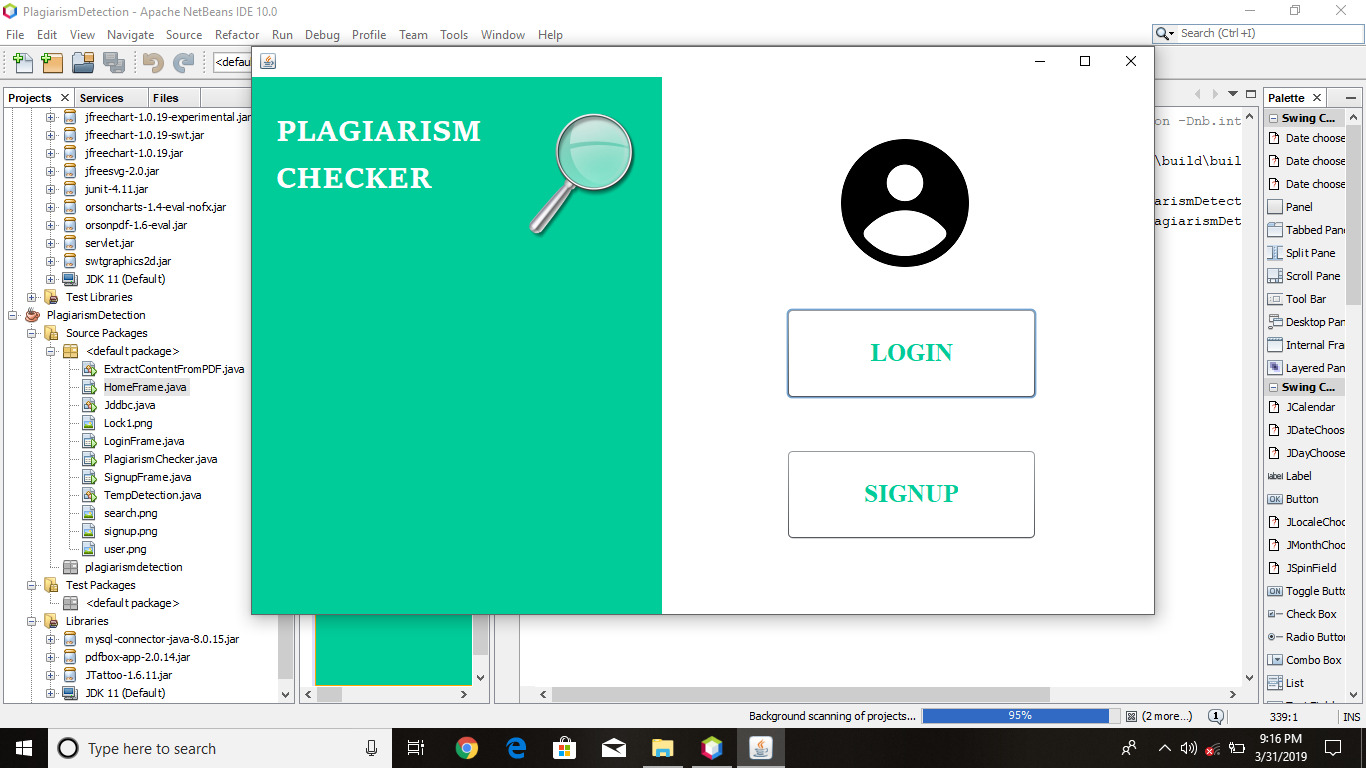 PlagiarismDetection - Apache NetBeans IDE 10.0
File Edit View Navigate Source Refactor Run Debug Profile Team Tools Window Help
Search (Ctrl+I)
<defau
Projects Services Files
jfreechart-1.0.19-experimental.jar
jfreechart-1.0.19-swt.jar
jfreechart-1.0.19.jar
jfreesvg-2.0.jar
junit-4.11.jar
orsoncharts-1.4-eval-nofx.jar
orsonpdf-1.6-eval.jar
servlet.jar
swtgraphics2d.jar
JDK 11 (Default)
Test Libraries
PlagiarismDetection
Source Packages
<default package>
ExtractContentFromPDF.java
HomeFrame.java
Jddbc.java
Lock1.png
LoginFrame.java
PlagiarismChecker.java
SignupFrame.java
TempDetection.java
search.png
signup.png
user.png
plagiarismdetection
Test Packages
<default package>
Libraries
mysql-connector-java-8.0.15.jar
pdfbox-app-2.0.14.jar
JTattoo-1.6.11.jar
JDK 11 (Default)
PLAGIARISM
CHECKER
LOGIN
SIGNUP
on -Dnb.int
\build\buil
arismDetect
agiarismDet
Palette
Swing C...
Date choose
Date choose
Date choose
Panel
Tabbed Pane
Split Pane
Scroll Pane
Tool Bar
Desktop Pan
Internal Fra
Layered Pan
Swing C...
JCalendar
JDateChoos
JDayChoose
Label
Button
JLocaleChoo
JMonthChoo
JSpinField
Toggle Butto
Check Box
Radio Button
Combo Box
List
Background scanning of projects... 95% (2 more...) 1 339:1 INS
Type here to search
9:16 PM
3/31/2019